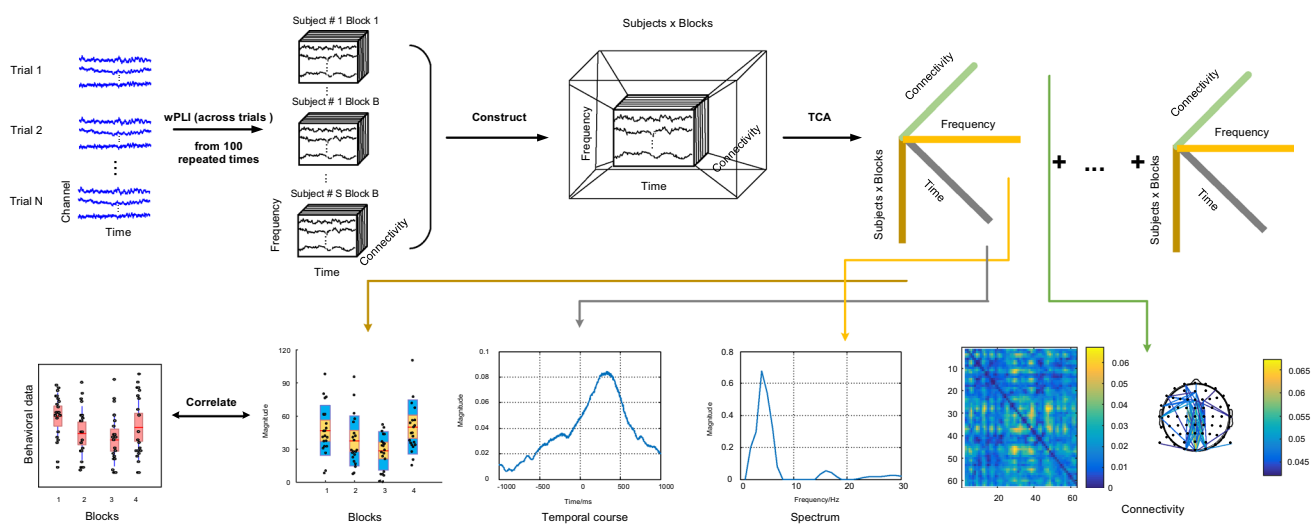 Subject # 1 Block 1
Subjects x Blocks
Trial 1
Time
Trial 2
Trial N
Channel
Time
wPLI (across trials )
from 100
repeated times
Subject # 1 Block B
Subject # S Block B
Frequency
Connectivity
Time
Construct
Frequency
Connectivity
Time
TCA
Connectivity
Frequency
Time
Subjects x Blocks
+ ... +
Connectivity
Frequency
Time
Subjects x Blocks
Behavioral data
1 2 3 4
Blocks
Correlate
Magnitude
120
90
60
30
0
1 2 3 4
Blocks
Magnitude
0.1
0.08
0.06
0.04
0.02
0
-1000 -500 0 500 1000
Time/ms
Temporal course
Magnitude
0.8
0.6
0.4
0.2
0
0 10 20 30
Frequency/Hz
Spectrum
10
20
30
40
50
60
20 40 60
0.06
0.05
0.04
0.03
0.02
0.01
0
0.065
0.06
0.055
0.05
0.045
Connectivity